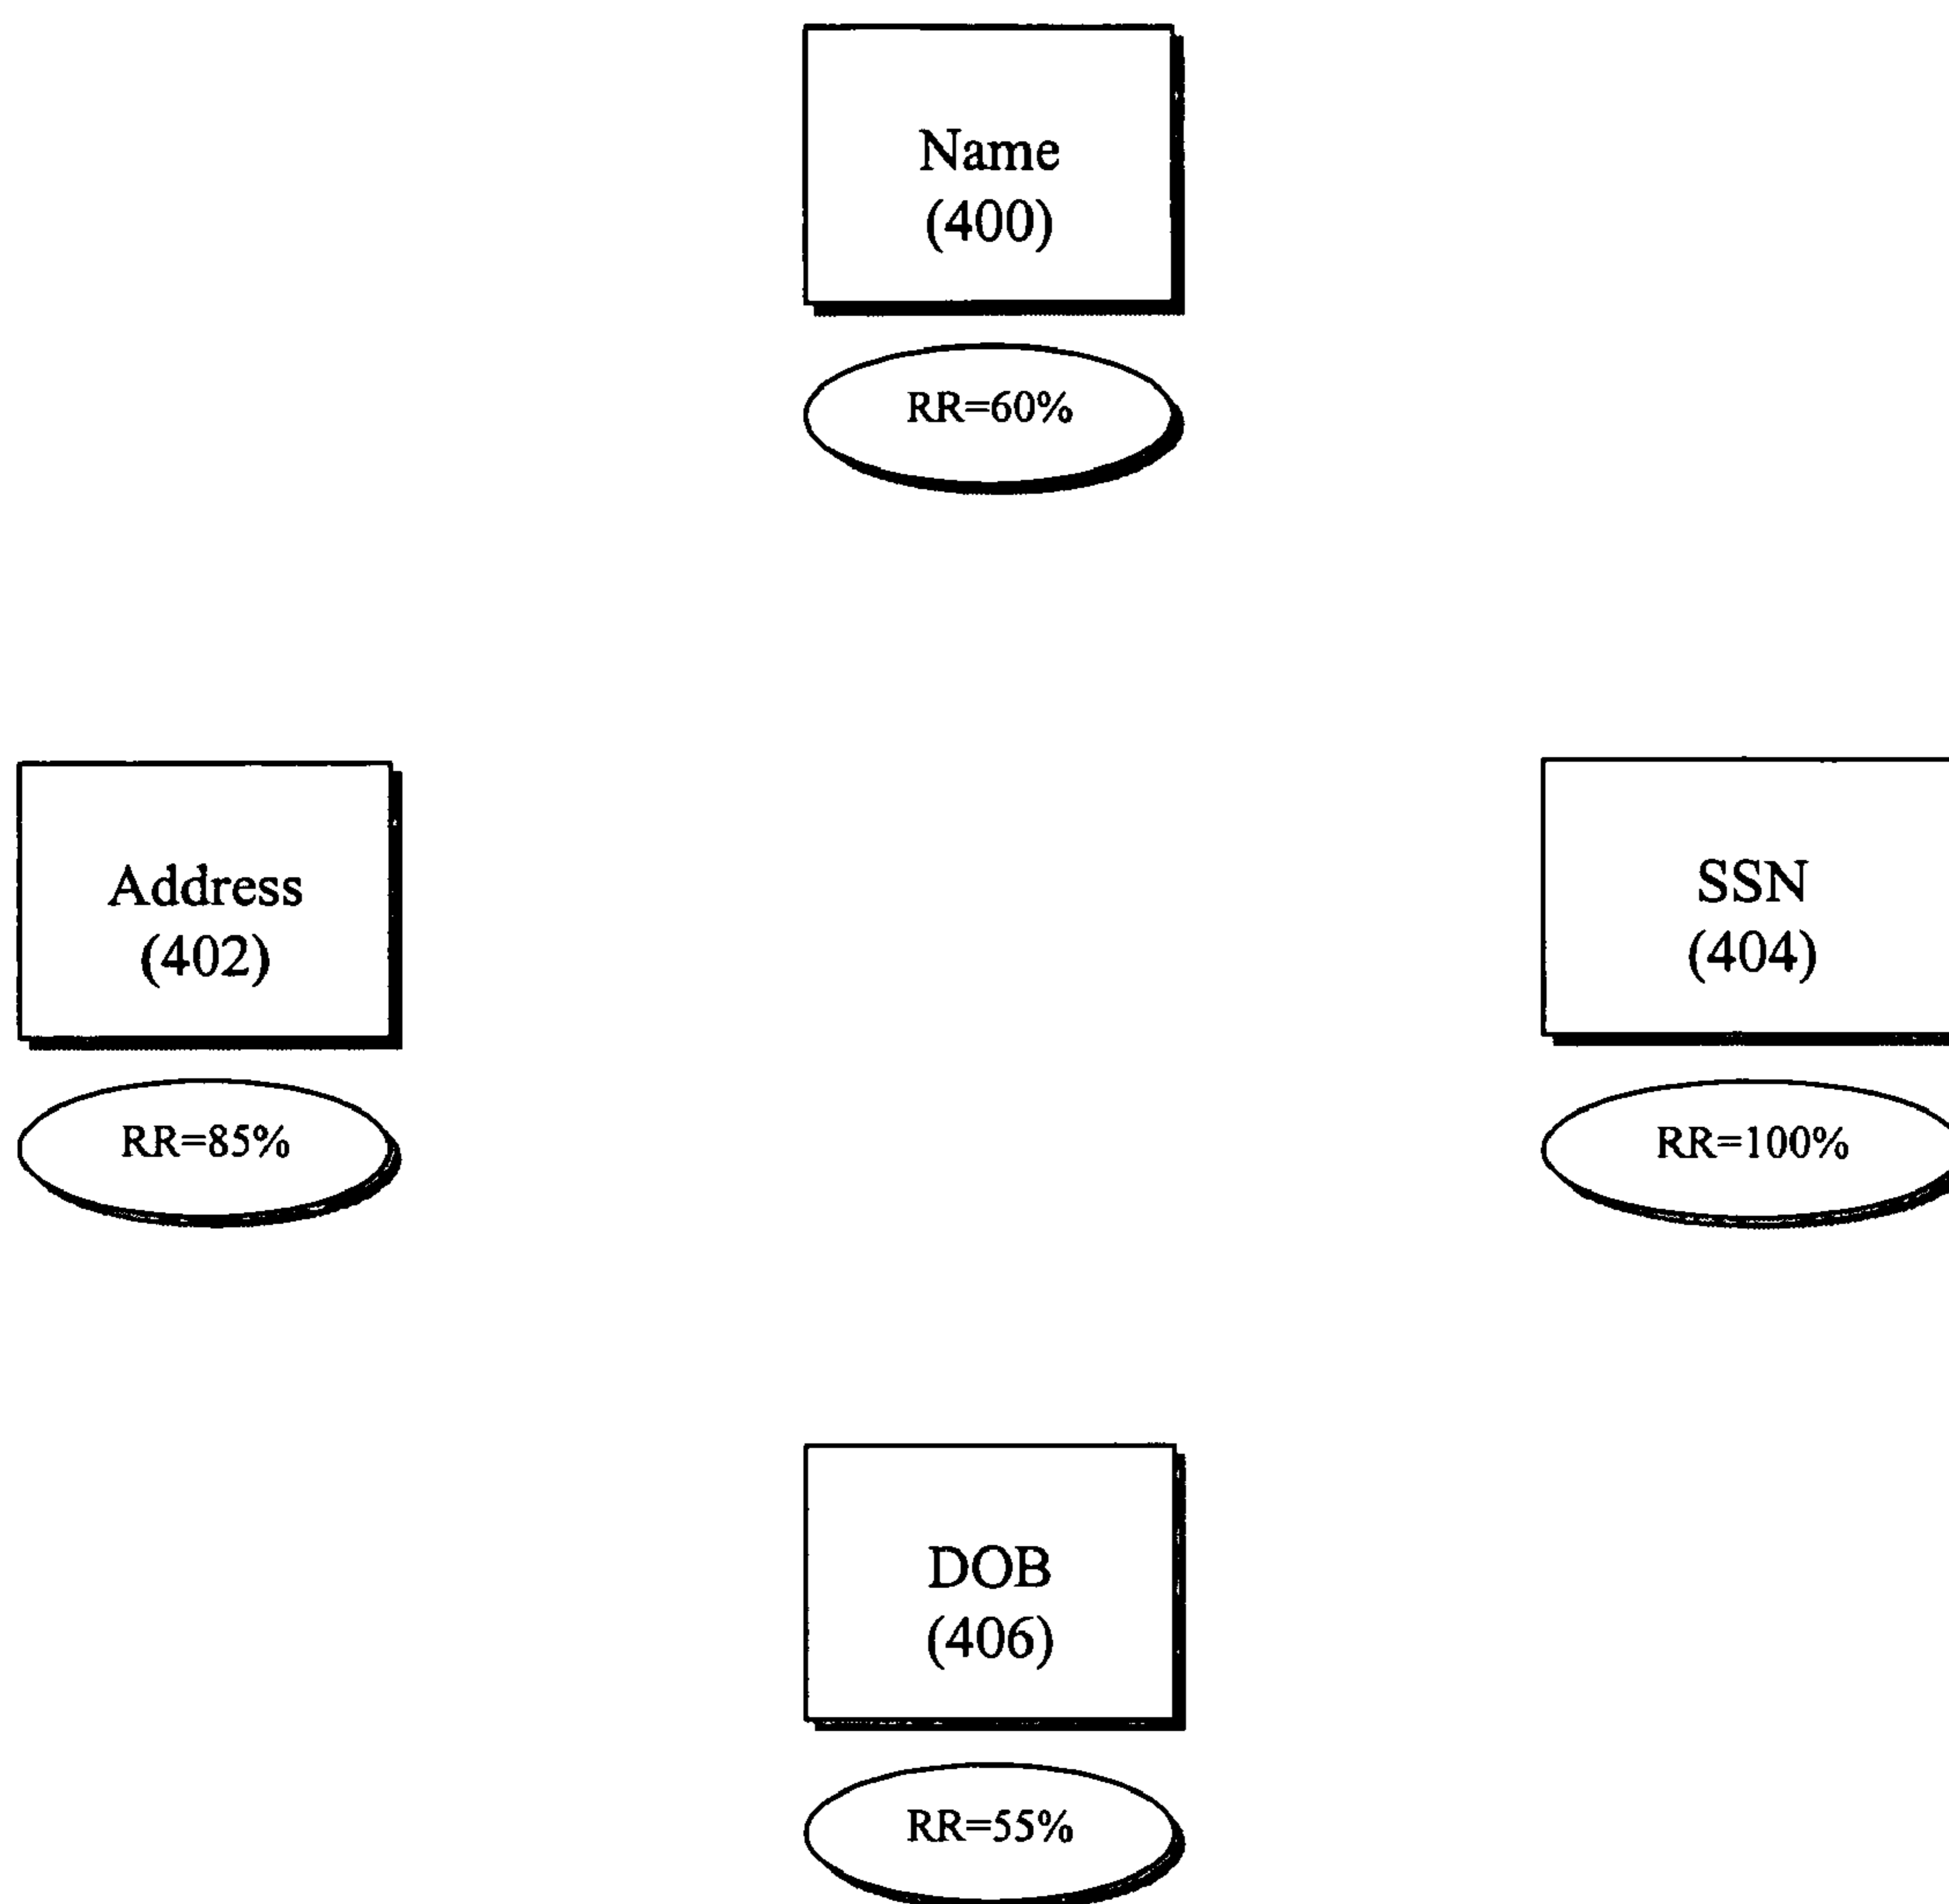 Name
(400)
RR=60%
Address
(402)
RR=85%
SSN
(404)
RR=100%
DOB
(406)
RR=55%